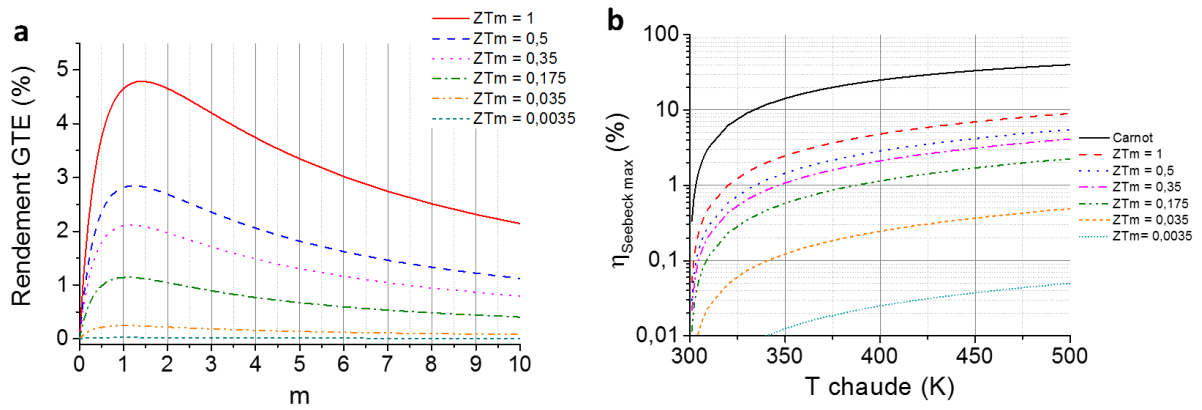 a
ZTm = 1
ZTm = 0,5
ZTm = 0,35
ZTm = 0,175
ZTm = 0,035
ZTm = 0,0035
Rendement GTE (%)
5
4
3
2
1
0
0 1 2 3 4 5 6 7 8 9 10
m
b
η Seebeck max (%)
100
10
1
0,1
0,01
300 350 400 450 500
T chaude (K)
Carnot
ZTm = 1
ZTm = 0,5
ZTm = 0,35
ZTm = 0,175
ZTm = 0,035
ZTm= 0,0035